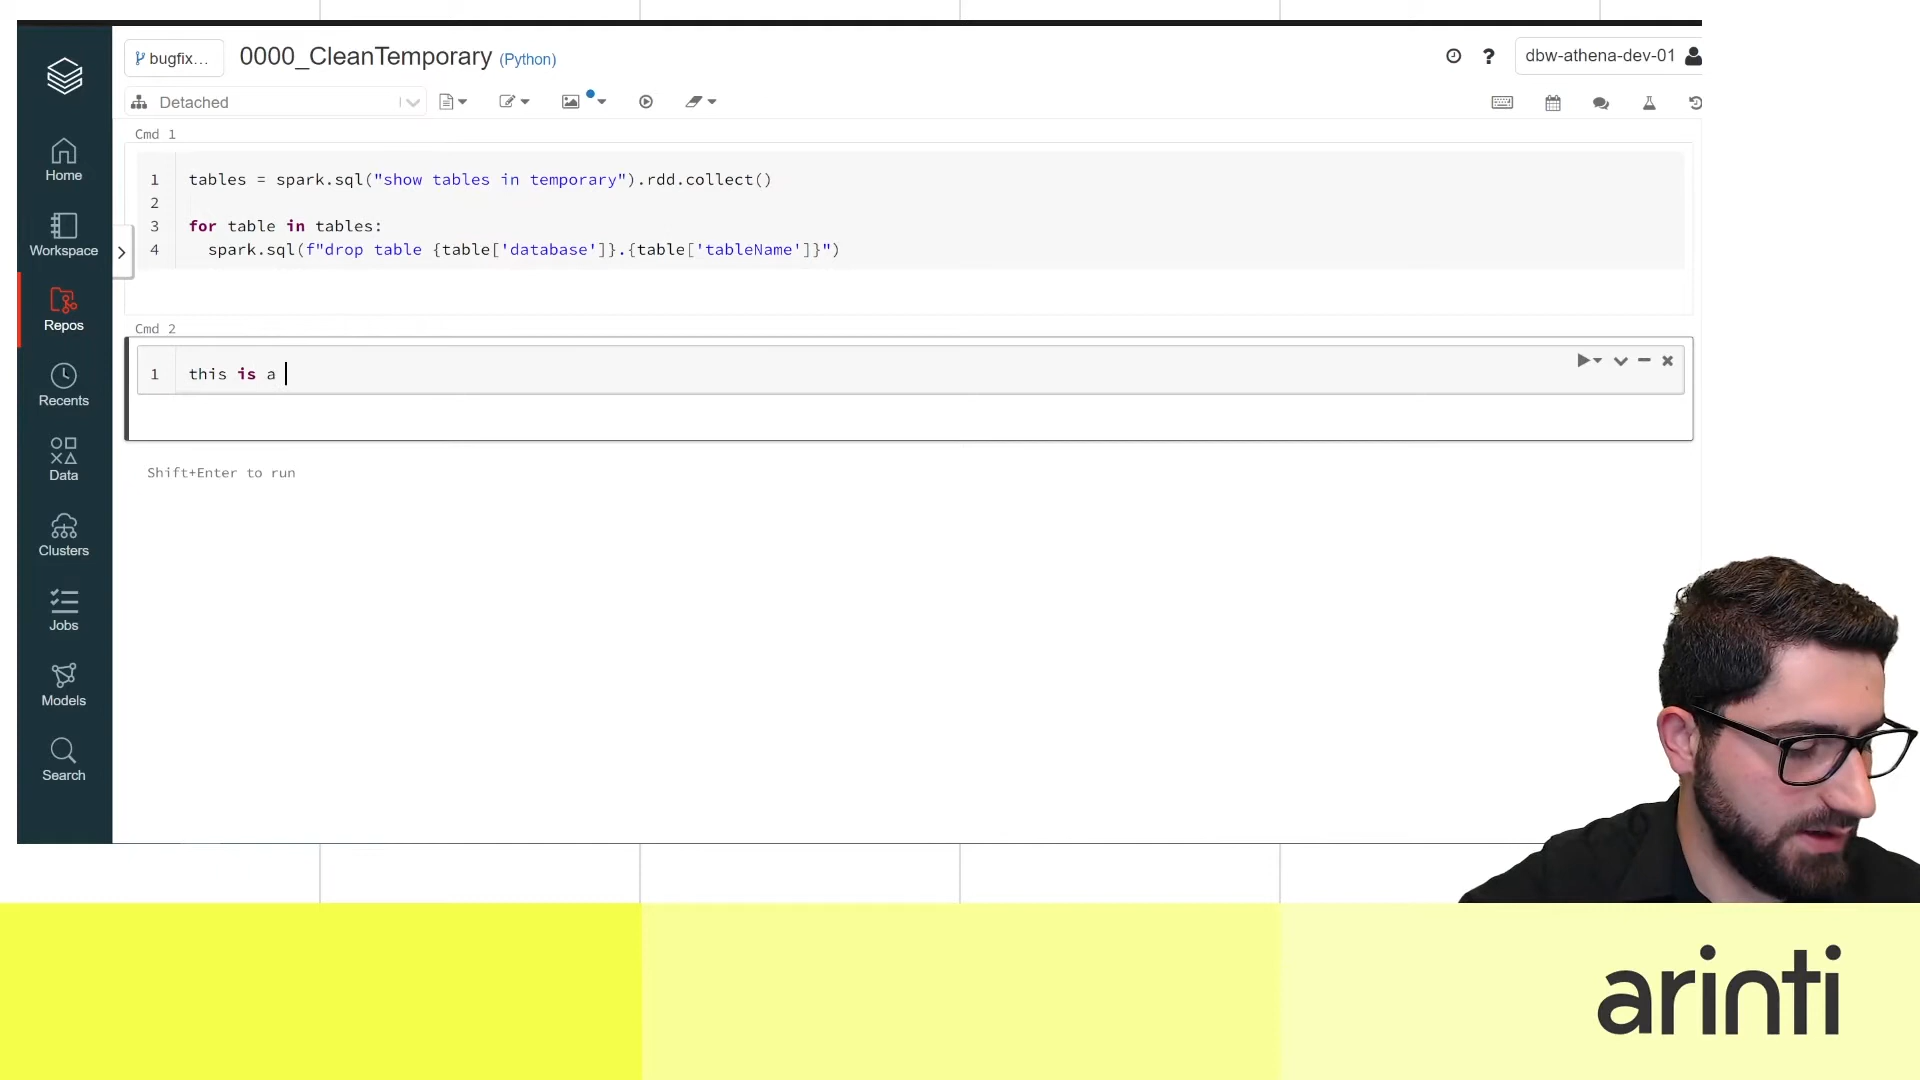 bugfix...
0000_CleanTemporary (Python)
?
dbw-athena-dev-01
Detached
Home
Workspace
Repos
Recents
Data
Clusters
Jobs
Models
Search
Cmd 1
1 tables = spark.sql("show tables in temporary").rdd.collect()
2
3 for table in tables:
4 spark.sql(f"drop table {table['database']}.{table['tableName']}")
Cmd 2
1 this is a
Shift+Enter to run
arinti